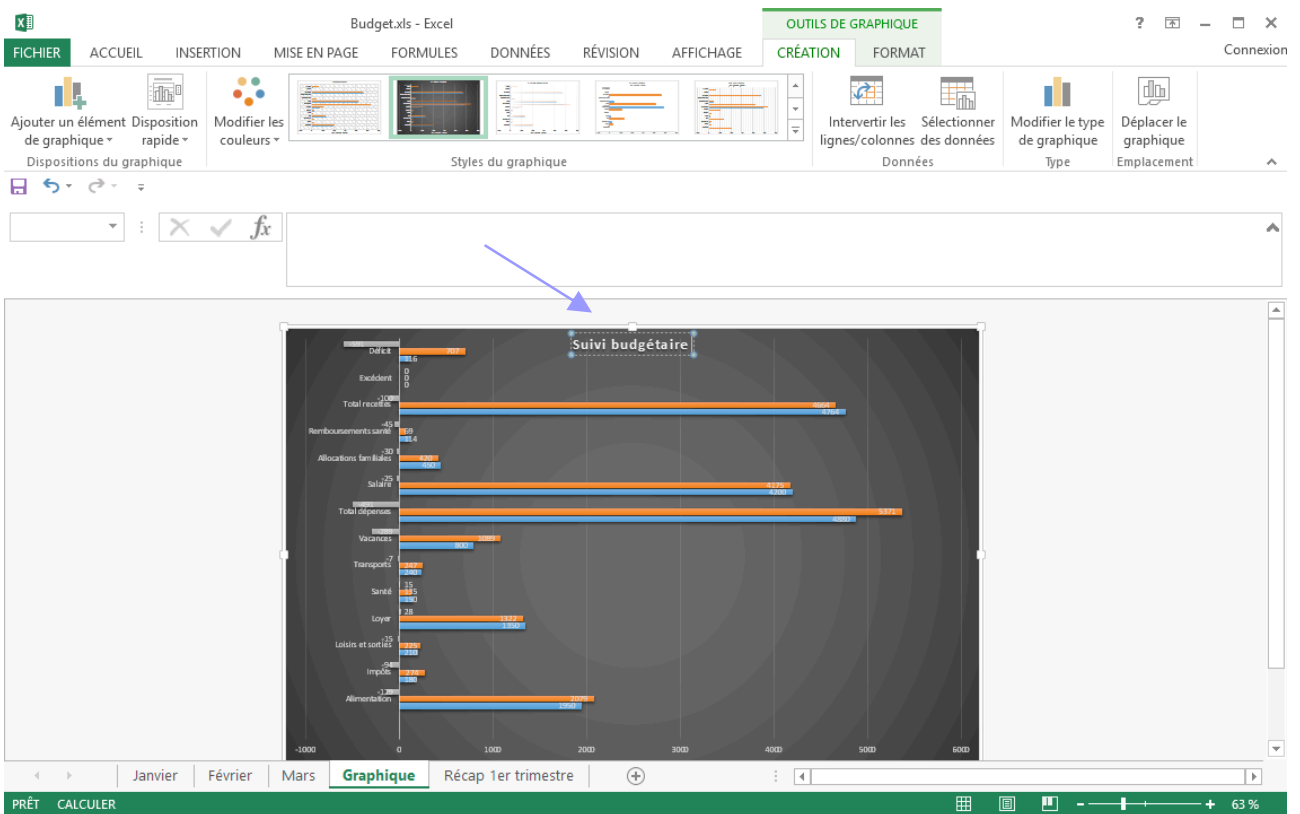 Budget.xls - Excel
OUTILS DE GRAPHIQUE
?
FICHIER ACCUEIL INSERTION MISE EN PAGE FORMULES DONNÉES RÉVISION AFFICHAGE CRÉATION FORMAT Connexion
Ajouter un élément de graphique
Disposition rapide
Modifier les couleurs
Intervertir les lignes/colonnes
Sélectionner des données
Modifier le type de graphique
Déplacer le graphique
Dispositions du graphique Styles du graphique Données Type Emplacement
fx
Suivi budgétaire
-591
Déficit 707
116
0
Excédent 0
0
-100
Total recettes 4664
4764
-45
Remboursements santé 69
114
-30
Allocations familiales 420
450
-25
Salaire 4175
4200
-491
Total dépenses 5371
4880
-289
Vacances 1089
800
-7
Transports 247
240
15
Santé 135
150
28
Loyer 1322
1350
-15
Loisirs et sorties 225
210
-94
Impôts 274
180
-129
Alimentation 2079
1950
-1000 0 1000 2000 3000 4000 5000 6000
Janvier Février Mars Graphique Récap 1er trimestre
PRÊT CALCULER 63 %